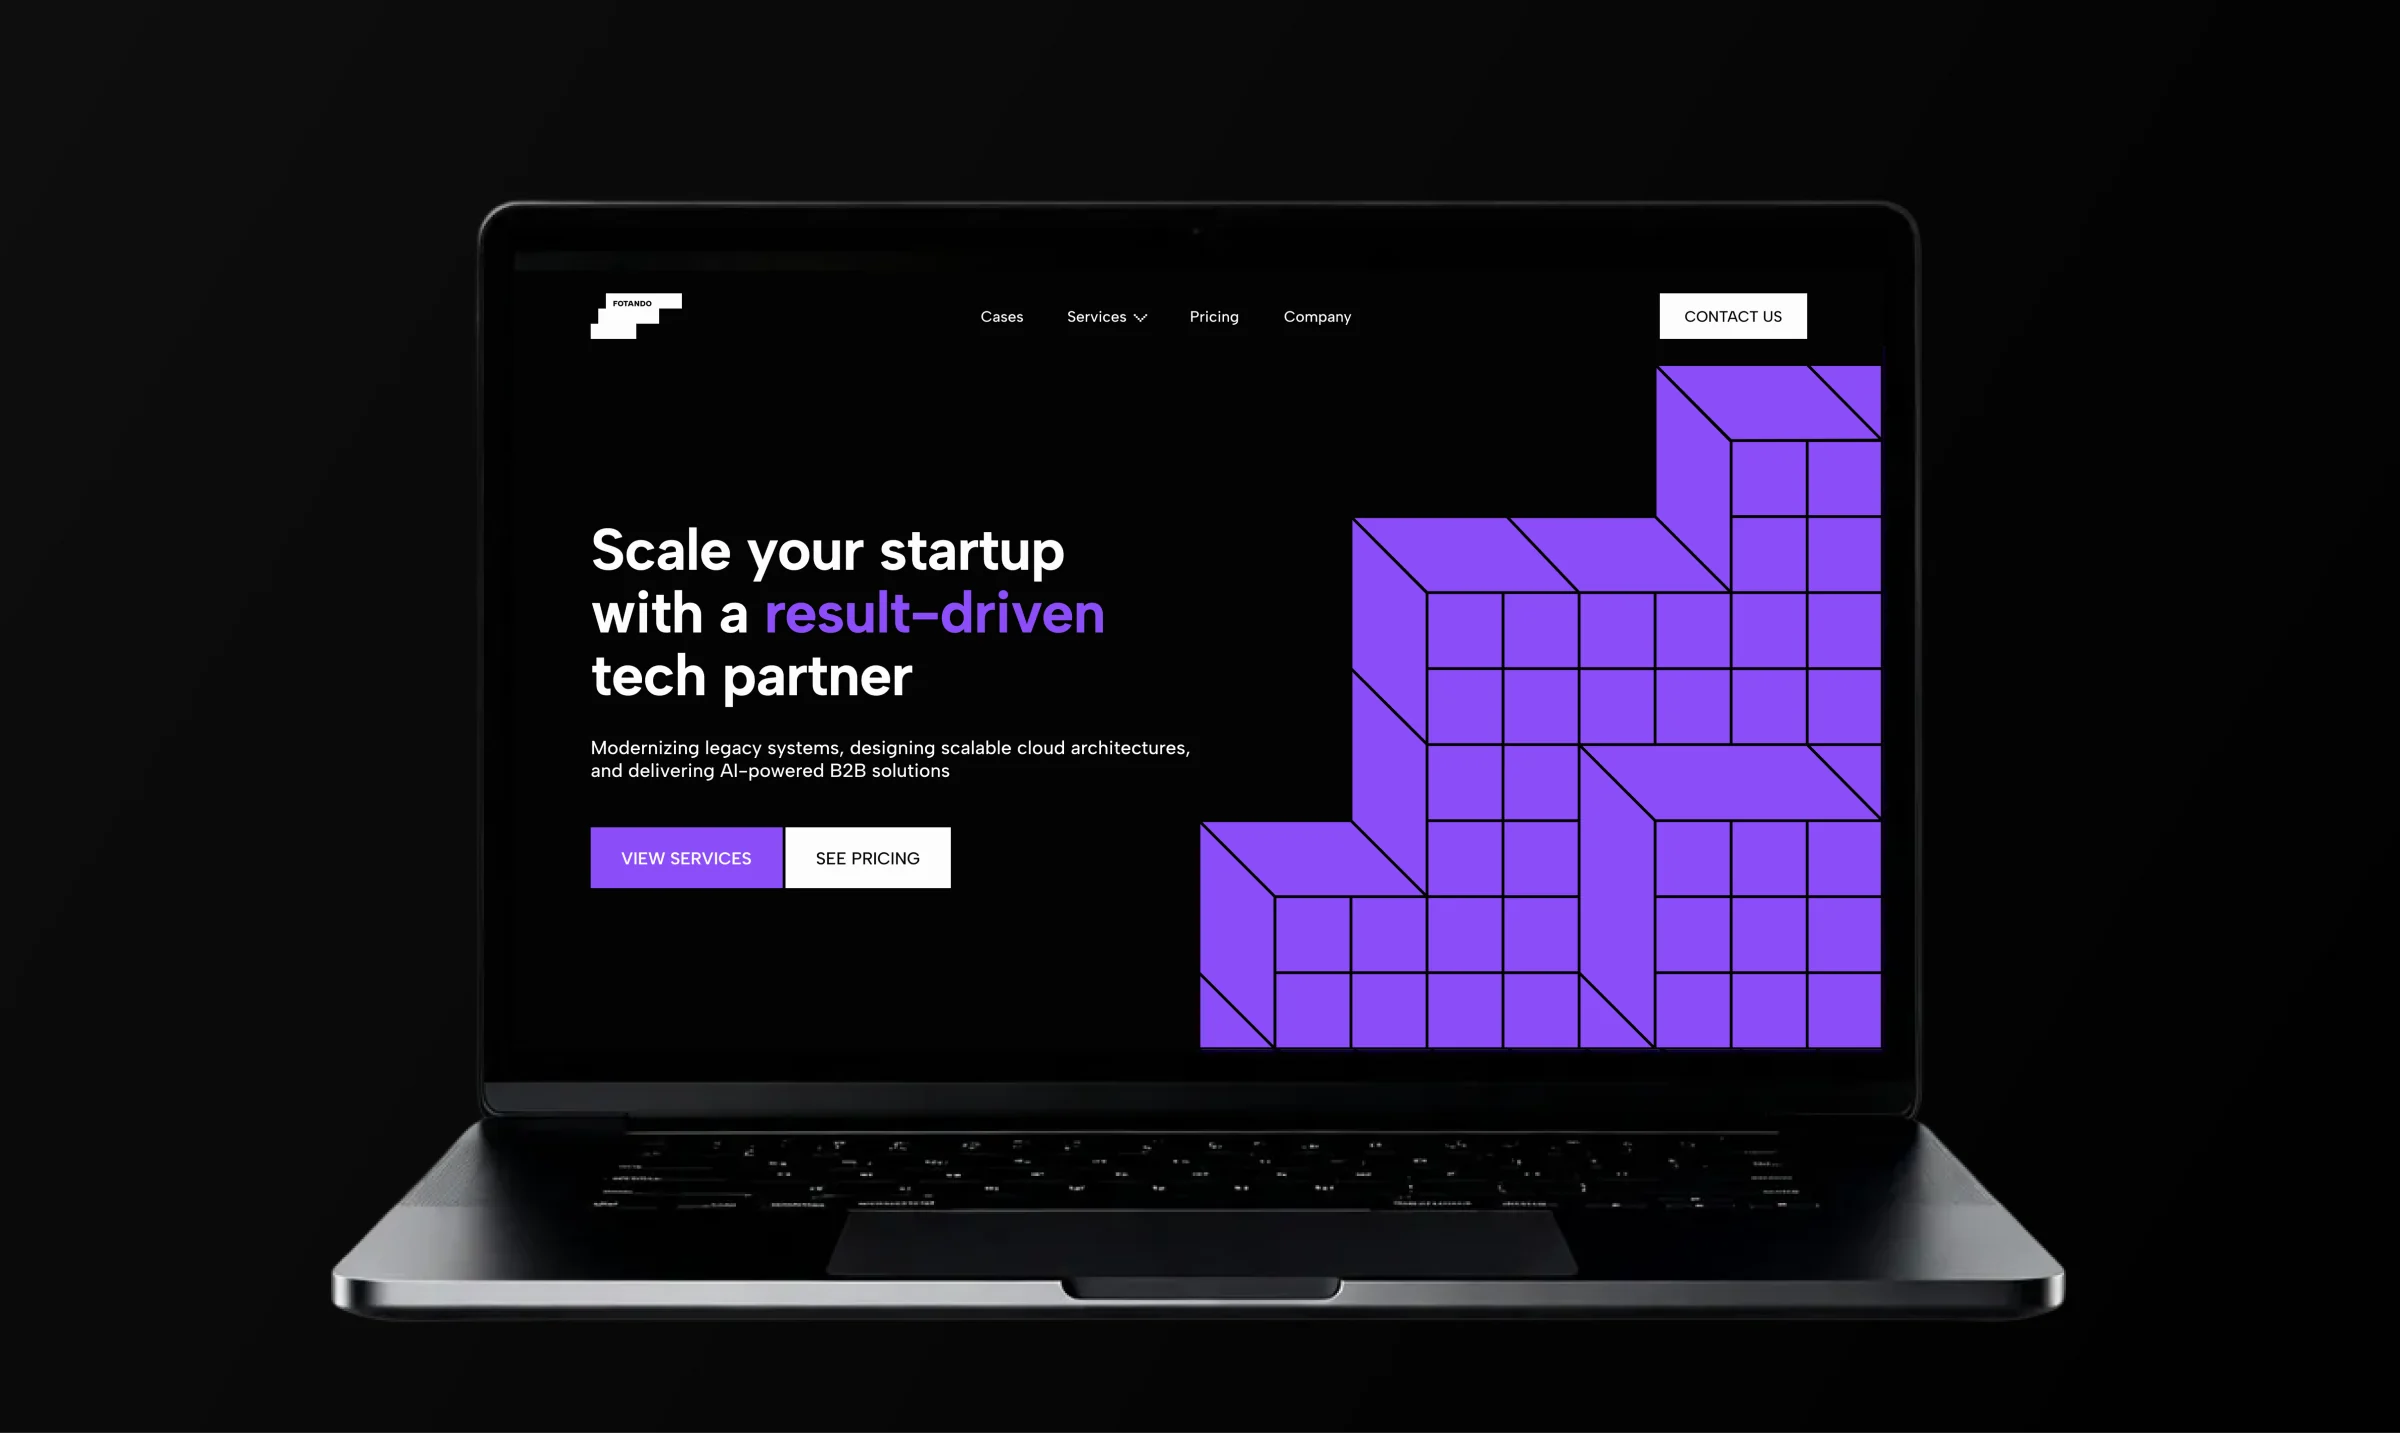 FOTANDO
Cases
Services
Pricing
Company
CONTACT US
Scale your startup
with a result-driven
tech partner
Modernizing legacy systems, designing scalable cloud architectures,
and delivering AI-powered B2B solutions
VIEW SERVICES
SEE PRICING